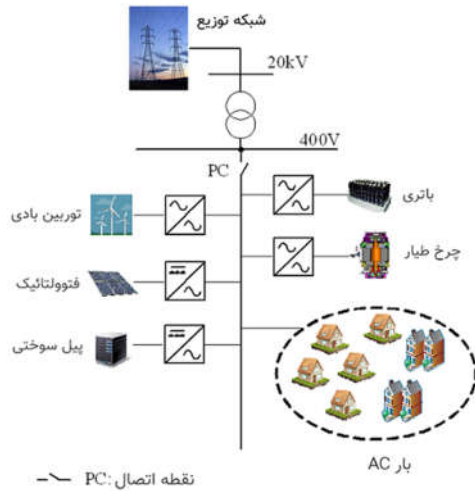 شبکه توزیع
20kV
400V
PC
باتری
توربین بادی
چرخ طیار
فتوولتائیک
پیل سوختی
بار AC
PC: نقطه اتصال